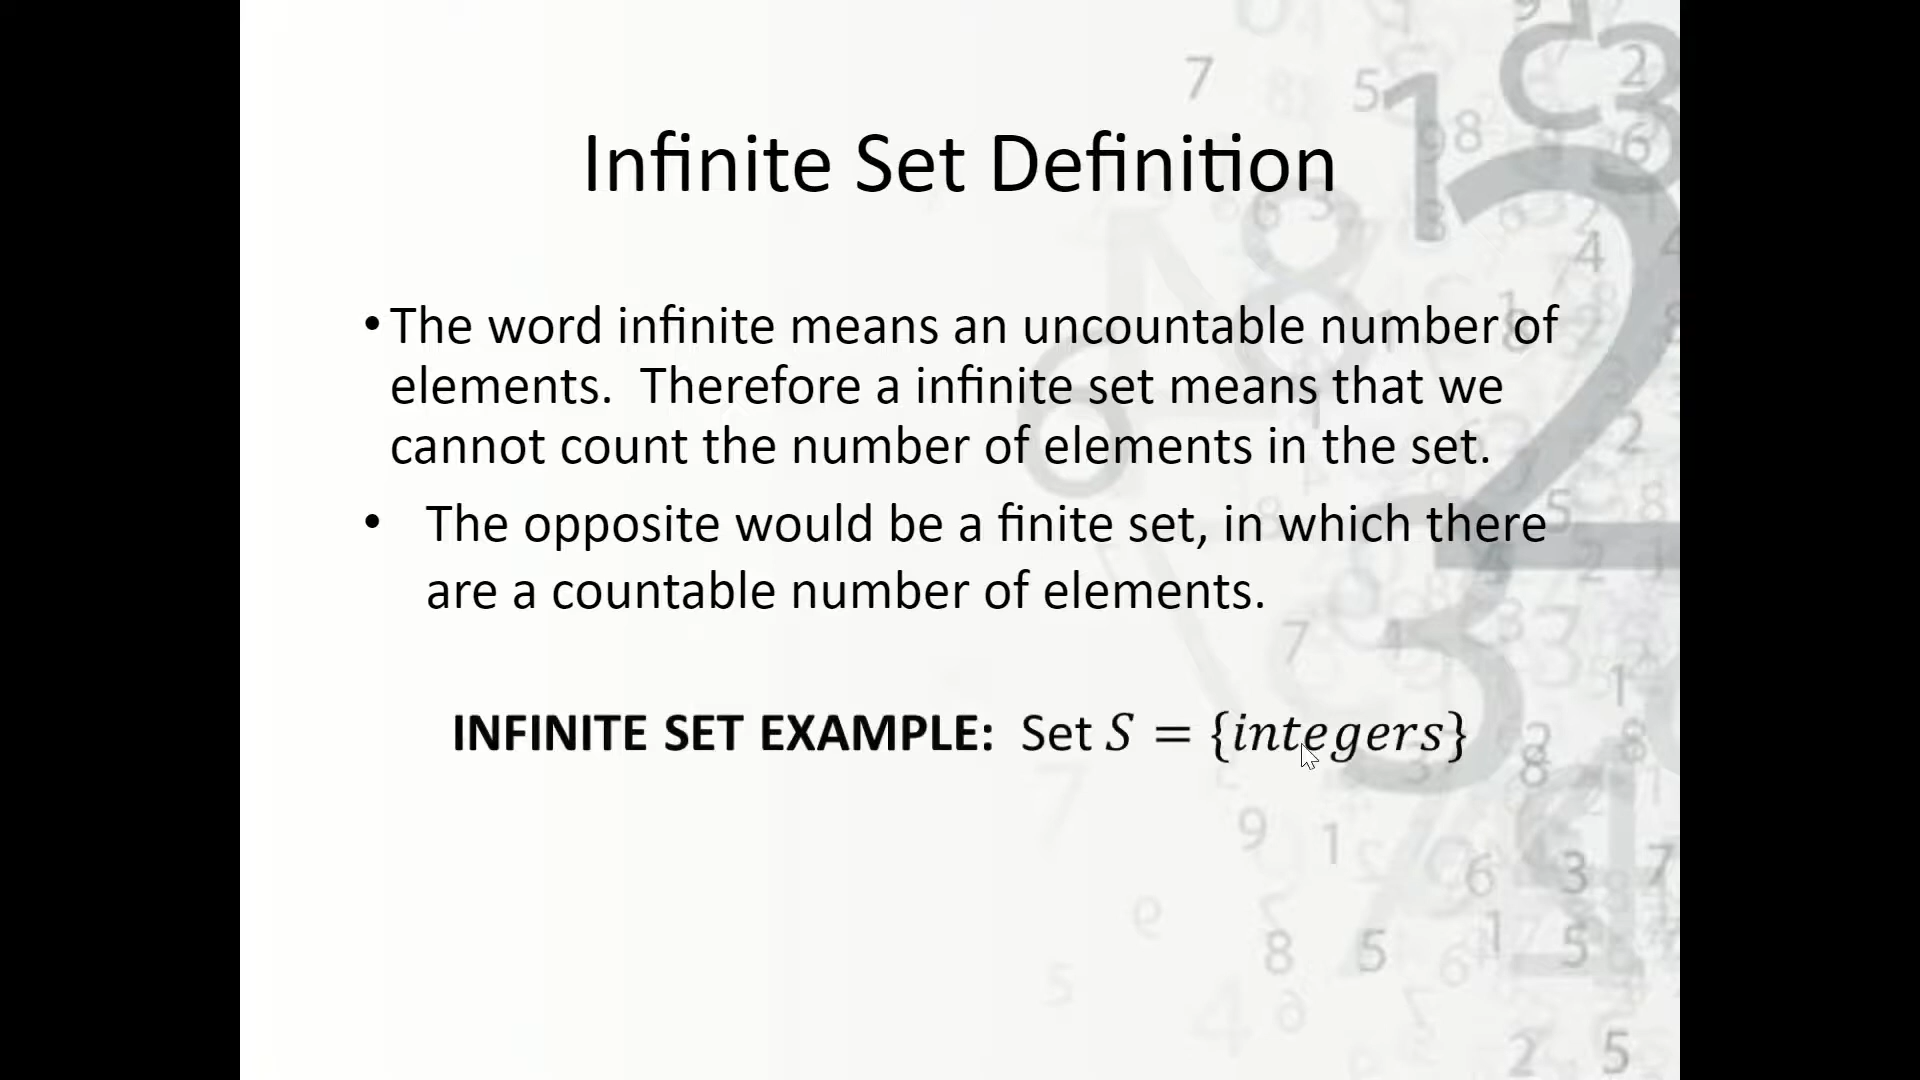 Infinite Set Definition
• The word infinite means an uncountable number of
elements.  Therefore a infinite set means that we
cannot count the number of elements in the set.
• The opposite would be a finite set, in which there
are a countable number of elements.
INFINITE SET EXAMPLE:  Set S = {integers}